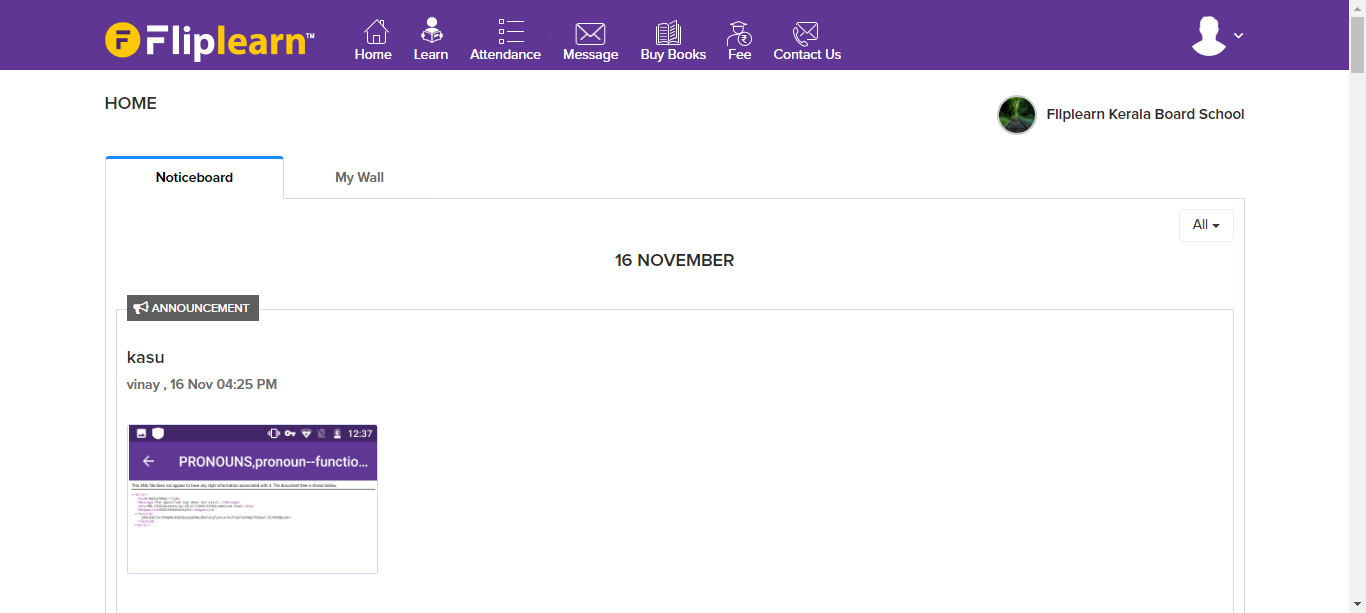 Fliplearn™
Home Learn Attendance Message Buy Books Fee Contact Us
HOME
Fliplearn Kerala Board School
Noticeboard My Wall
All
16 NOVEMBER
ANNOUNCEMENT
kasu
vinay , 16 Nov 04:25 PM
12:37
PRONOUNS,pronoun--functio...
This XML file does not appear to have any style information associated with it. The document tree is shown below.